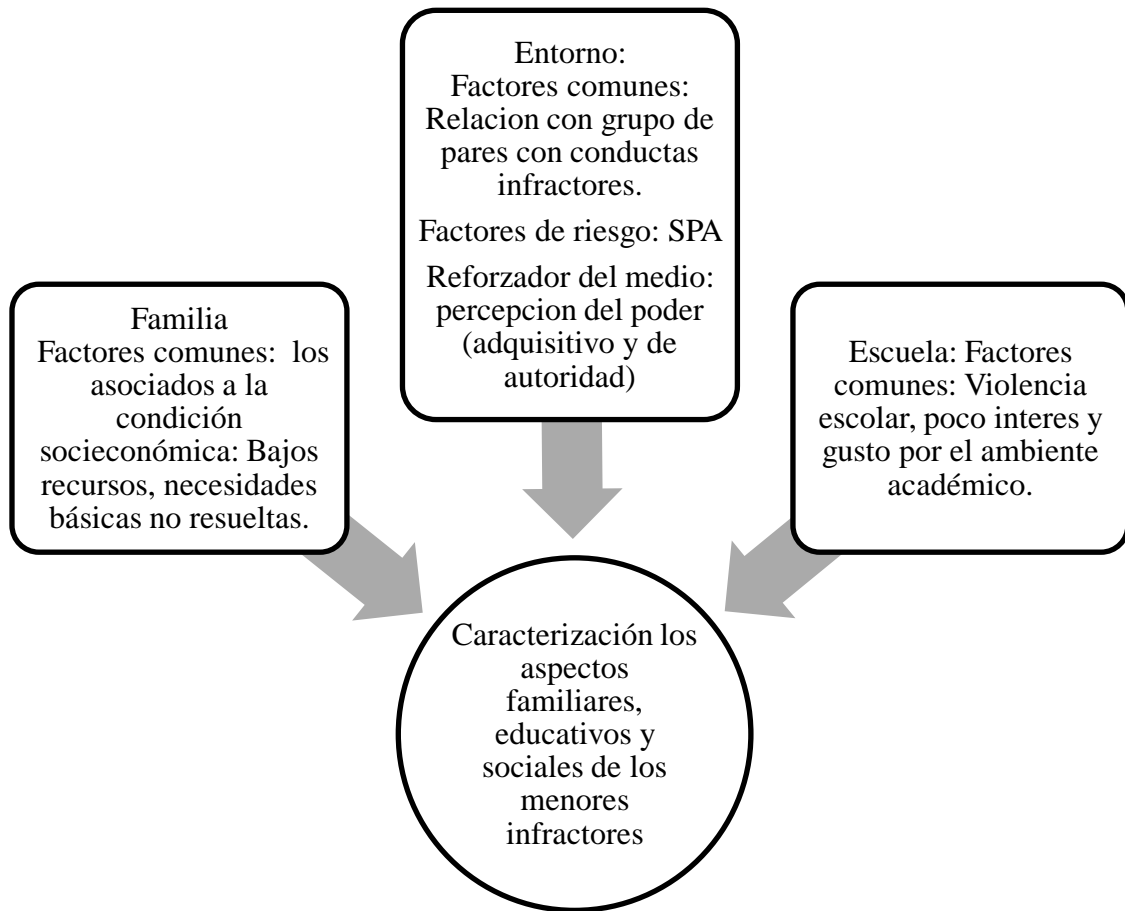 Entorno:
Factores comunes:
Relacion con grupo de
pares con conductas
infractores.
Factores de riesgo: SPA
Reforzador del medio:
percepcion del poder
(adquisitivo y de
autoridad)
Familia
Factores comunes:  los
asociados a la
condición
socieconómica: Bajos
recursos, necesidades
básicas no resueltas.
Escuela: Factores
comunes: Violencia
escolar, poco interes y
gusto por el ambiente
académico.
Caracterización los
aspectos
familiares,
educativos y
sociales de los
menores
infractores